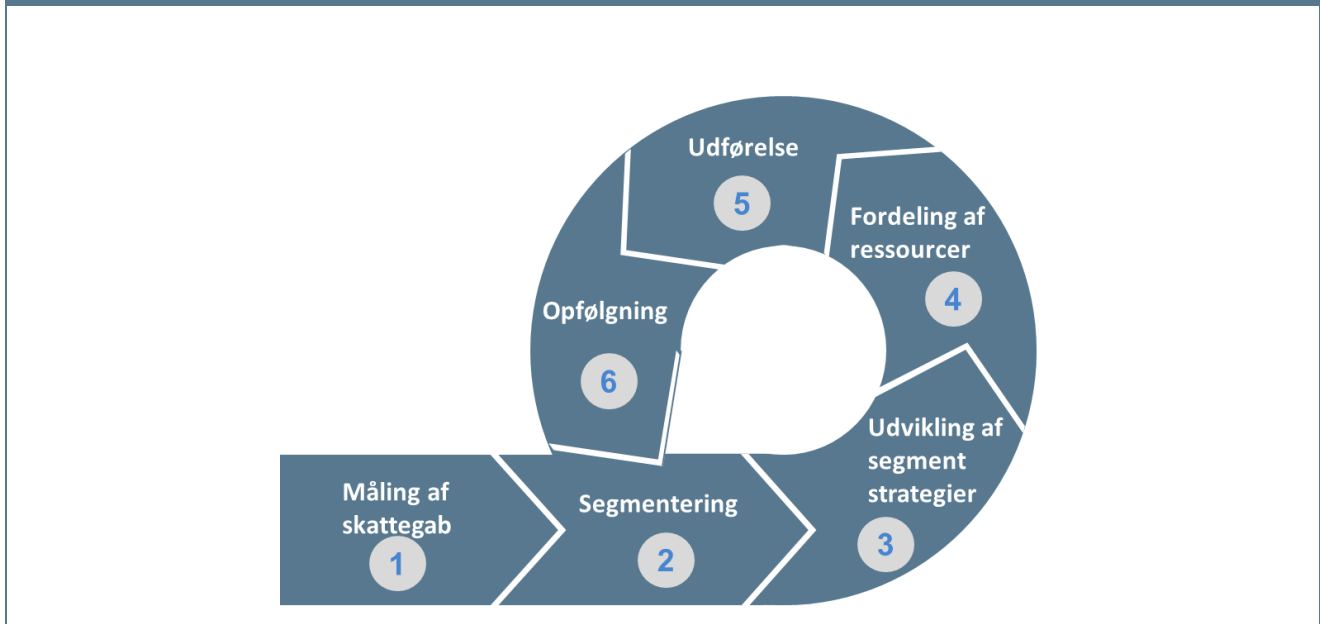 Måling af
skattegab
1
Segmentering
2
Udvikling af
segment
strategier
3
Fordeling af
ressourcer
4
Udførelse
5
Opfølgning
6